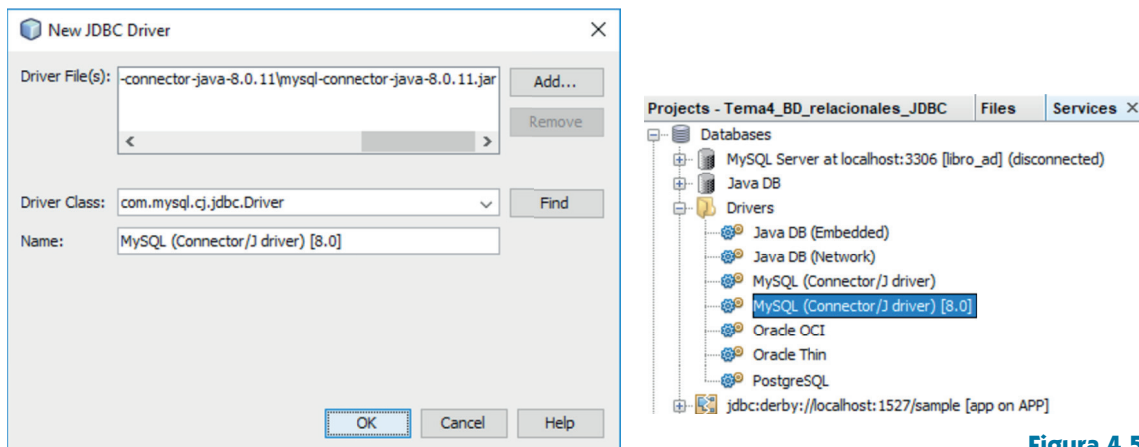 New JDBC Driver
Driver File(s):
-connector-java-8.0.11\mysql-connector-java-8.0.11.jar
Add...
Remove
Driver Class:
com.mysql.cj.jdbc.Driver
Find
Name:
MySQL (Connector/J driver) [8.0]
OK
Cancel
Help
Projects - Tema4_BD_relacionales_JDBC
Files
Services
Databases
MySQL Server at localhost:3306 [libro_ad] (disconnected)
Java DB
Drivers
Java DB (Embedded)
Java DB (Network)
MySQL (Connector/J driver)
MySQL (Connector/J driver) [8.0]
Oracle OCI
Oracle Thin
PostgreSQL
jdbc:derby://localhost:1527/sample [app on APP]
Figura 4.5